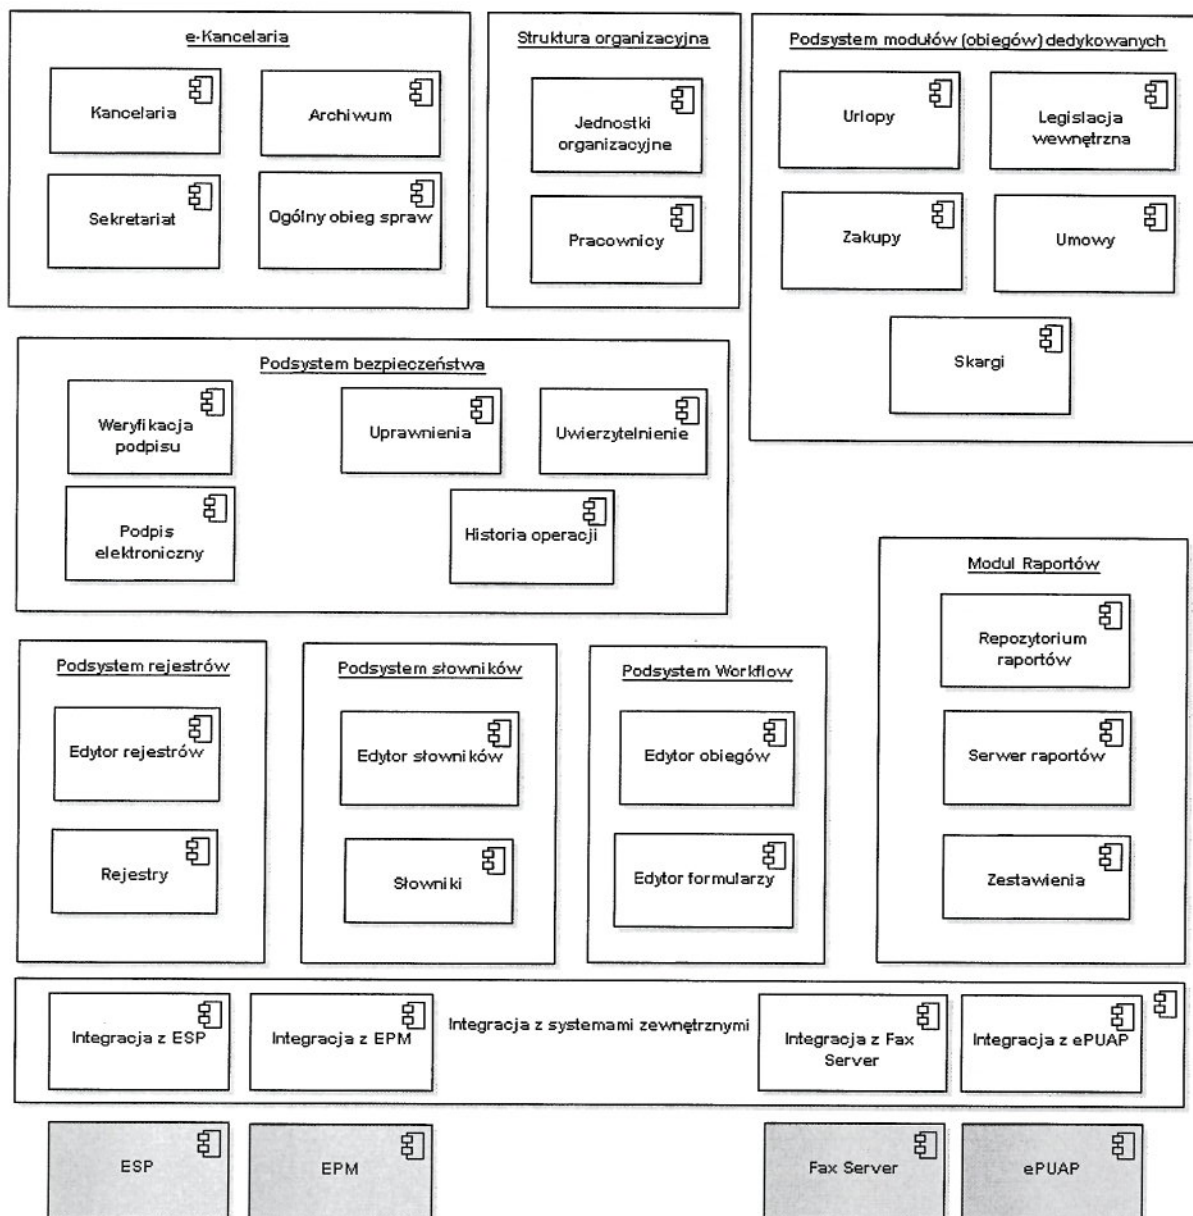 e-Kancelaria
Kancelaria
Archiwum
Sekretariat
Ogólny obieg spraw
Struktura organizacyjna
Jednostki
organizacyjne
Pracownicy
Podsystem modułów (obiegów) dedykowanych
Urlopy
Legislacja
wewnętrzna
Zakupy
Umowy
Skargi
Podsystem bezpieczeństwa
Weryfikacja
podpisu
Uprawnienia
Uwierzytelnienie
Podpis
elektroniczny
Historia operacji
Moduł Raportów
Repozytorium
raportów
Serwer raportów
Zestawienia
Podsystem rejestrów
Edytor rejestrów
Rejestry
Podsystem słowników
Edytor słowników
Słowniki
Podsystem Workflow
Edytor obiegów
Edytor formularzy
Integracja z ESP
Integracja z EPM
Integracja z systemami zewnętrznymi
Integracja z Fax
Server
Integracja z ePUAP
ESP
EPM
Fax Server
ePUAP